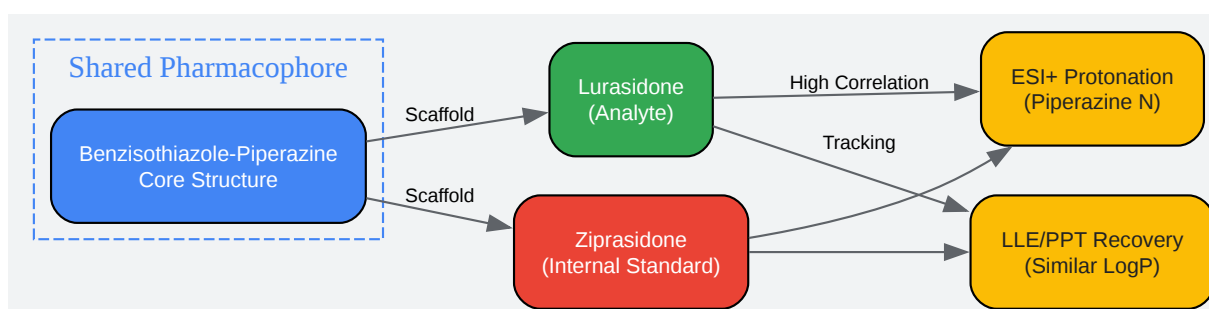 Shared Pharmacophore
Benzisothiazole-Piperazine
Core Structure
Scaffold
Scaffold
Lurasidone
(Analyte)
Ziprasidone
(Internal Standard)
High Correlation
Tracking
ESI+ Protonation
(Piperazine N)
LLE/PPT Recovery
(Similar LogP)